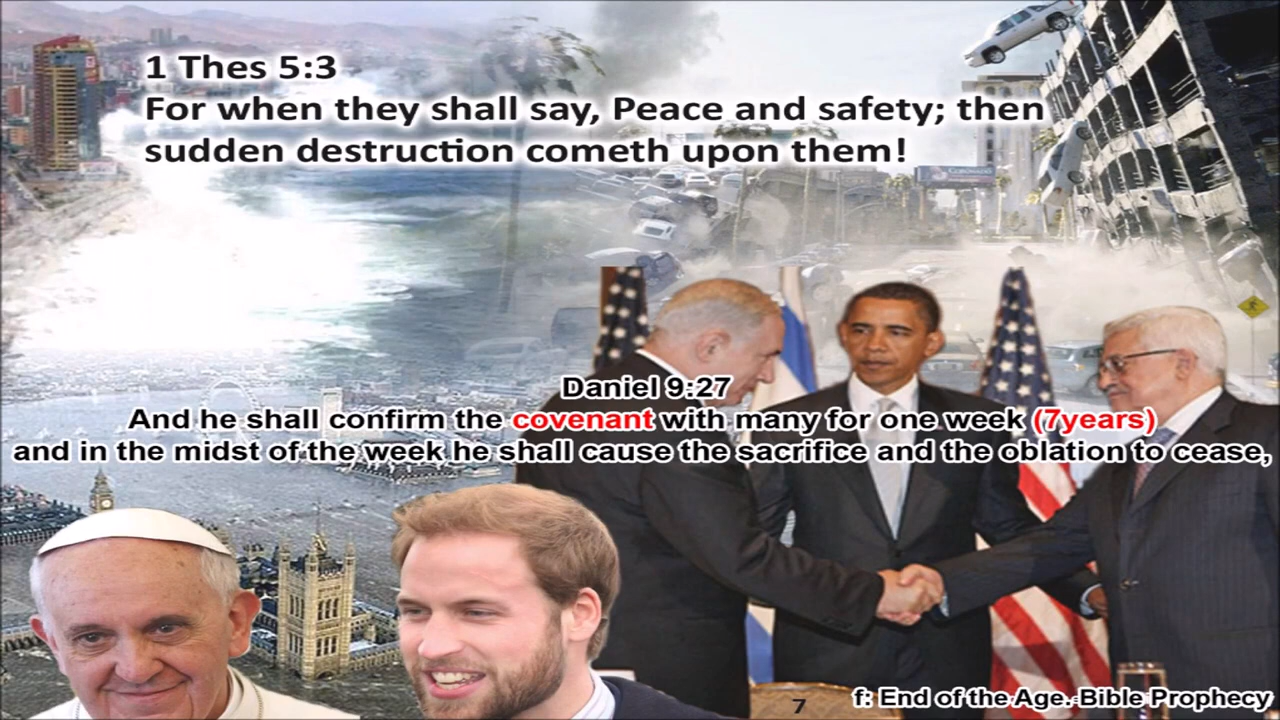 1 Thes 5:3
For when they shall say, Peace and safety; then
sudden destruction cometh upon them!
Daniel 9:27
And he shall confirm the covenant with many for one week (7years)
and in the midst of the week he shall cause the sacrifice and the oblation to cease,
7
f: End of the Age.-Bible Prophecy